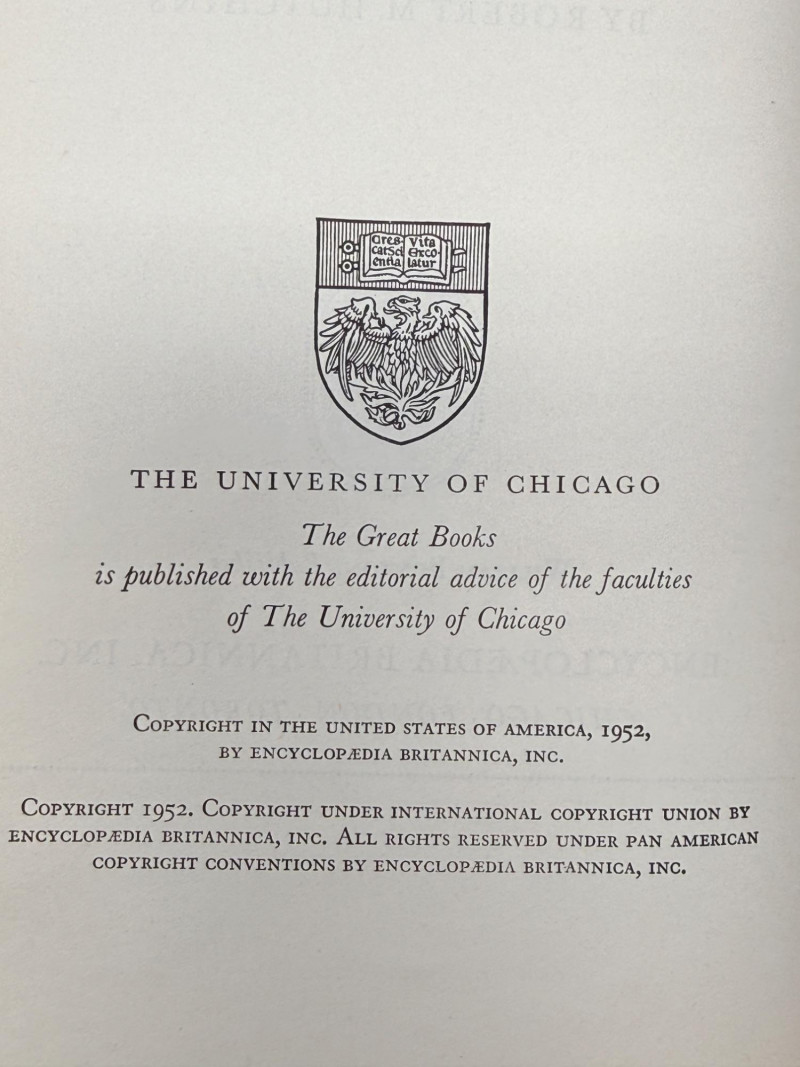 Cres- Vita
catSci Exco-
entia latur
THE UNIVERSITY OF CHICAGO
The Great Books
is published with the editorial advice of the faculties
of The University of Chicago
COPYRIGHT IN THE UNITED STATES OF AMERICA, 1952,
BY ENCYCLOPÆDIA BRITANNICA, INC.
COPYRIGHT 1952. COPYRIGHT UNDER INTERNATIONAL COPYRIGHT UNION BY
ENCYCLOPÆDIA BRITANNICA, INC. ALL RIGHTS RESERVED UNDER PAN AMERICAN
COPYRIGHT CONVENTIONS BY ENCYCLOPÆDIA BRITANNICA, INC.